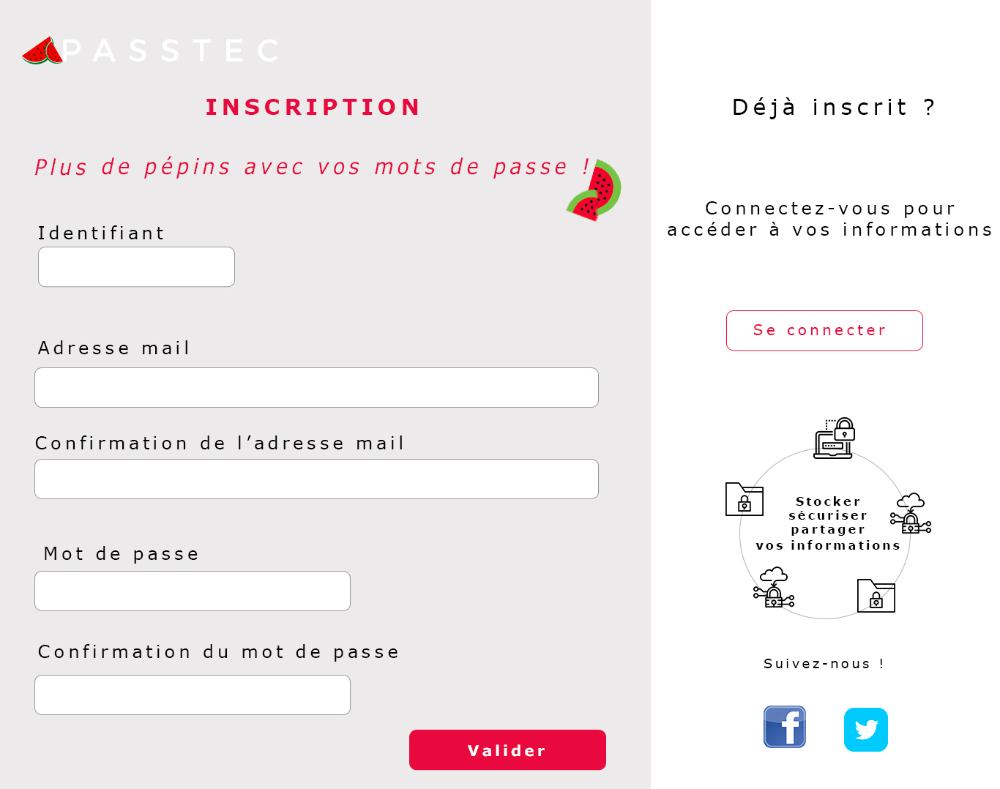 PASSTEC
INSCRIPTION
Plus de pépins avec vos mots de passe !
Identifiant
Adresse mail
Confirmation de l’adresse mail
Mot de passe
Confirmation du mot de passe
Valider
Déjà inscrit ?
Connectez-vous pour
accéder à vos informations
Se connecter
Stocker
sécuriser
partager
vos informations
Suivez-nous !